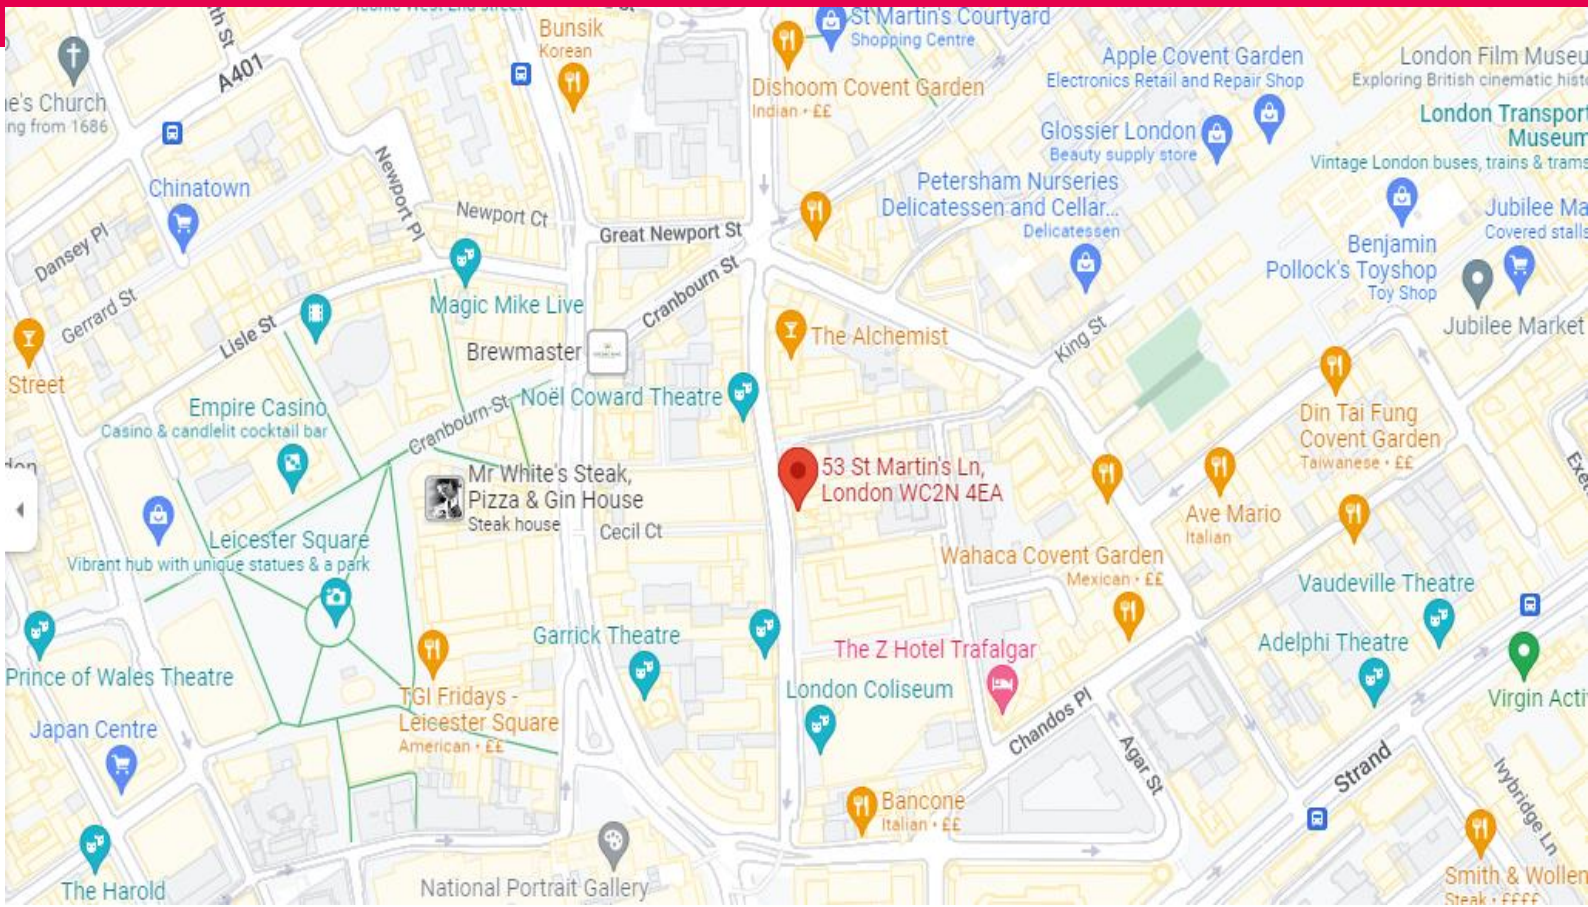 Bunsik
Korean
St Martin's Courtyard
Shopping Centre
Dishoom Covent Garden
Indian • ££
Apple Covent Garden
Electronics Retail and Repair Shop
London Film Museu
Exploring British cinematic histo
London Transport
Museum
Vintage London buses, trains & trams
e's Church
ng from 1686
A401
th St
Newport Pl
Chinatown
Dansey Pl
Gerrard St
Newport Ct
Great Newport St
Glossier London
Beauty supply store
Petersham Nurseries
Delicatessen and Cellar...
Delicatessen
Benjamin
Pollock's Toyshop
Toy Shop
Jubilee Ma
Covered stalls
Jubilee Market
Magic Mike Live
Cranbourn St
Lisle St
Brewmaster
The Alchemist
King St
Street
Empire Casino
Casino & candlelit cocktail bar
Cranbourn St
Noël Coward Theatre
Din Tai Fung
Covent Garden
Taiwanese • ££
Mr White's Steak,
Pizza & Gin House
Steak house
53 St Martin's Ln,
London WC2N 4EA
Exet
Leicester Square
Vibrant hub with unique statues & a park
Cecil Ct
Ave Mario
Italian
Wahaca Covent Garden
Mexican • ££
Vaudeville Theatre
Garrick Theatre
The Z Hotel Trafalgar
Adelphi Theatre
Prince of Wales Theatre
TGI Fridays -
Leicester Square
American • ££
London Coliseum
Chandos Pl
Agar St
Virgin Acti
Japan Centre
Strand
Ivybridge Ln
Bancone
Italian • ££
The Harold
National Portrait Gallery
Smith & Wollen
Steak • ££££